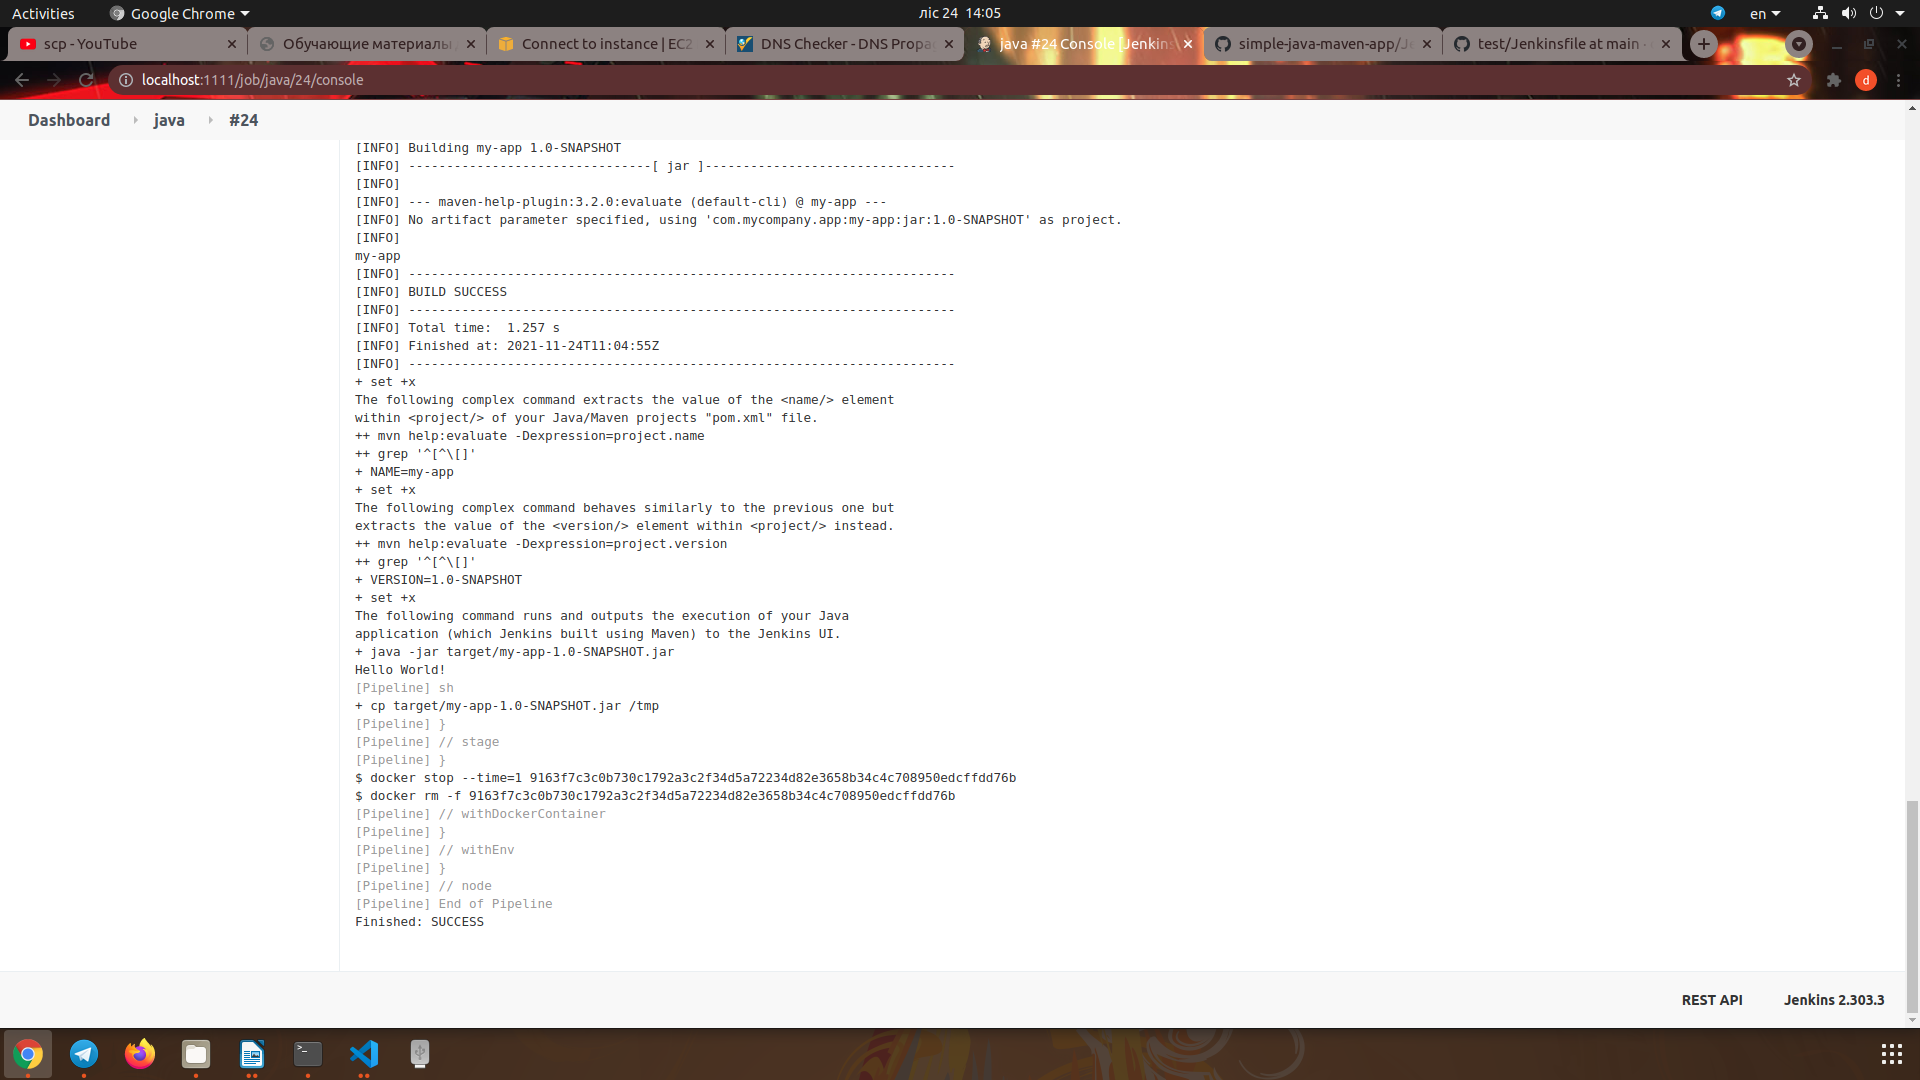 Activities
Google Chrome
ліс 24 14:05
en
scp - YouTube
Обучающие материалы
Connect to instance | EC2
DNS Checker - DNS Propa
java #24 Console [Jenkins
simple-java-maven-app/Je
test/Jenkinsfile at main ·
localhost:1111/job/java/24/console
d
Dashboard
java
#24
[INFO] Building my-app 1.0-SNAPSHOT
[INFO] --------------------------------[ jar ]---------------------------------
[INFO]
[INFO] --- maven-help-plugin:3.2.0:evaluate (default-cli) @ my-app ---
[INFO] No artifact parameter specified, using 'com.mycompany.app:my-app:jar:1.0-SNAPSHOT' as project.
[INFO]
my-app
[INFO] ------------------------------------------------------------------------
[INFO] BUILD SUCCESS
[INFO] ------------------------------------------------------------------------
[INFO] Total time:  1.257 s
[INFO] Finished at: 2021-11-24T11:04:55Z
[INFO] ------------------------------------------------------------------------
+ set +x
The following complex command extracts the value of the <name/> element
within <project/> of your Java/Maven projects "pom.xml" file.
++ mvn help:evaluate -Dexpression=project.name
++ grep '^[^\[]'
+ NAME=my-app
+ set +x
The following complex command behaves similarly to the previous one but
extracts the value of the <version/> element within <project/> instead.
++ mvn help:evaluate -Dexpression=project.version
++ grep '^[^\[]'
+ VERSION=1.0-SNAPSHOT
+ set +x
The following command runs and outputs the execution of your Java
application (which Jenkins built using Maven) to the Jenkins UI.
+ java -jar target/my-app-1.0-SNAPSHOT.jar
Hello World!
[Pipeline] sh
+ cp target/my-app-1.0-SNAPSHOT.jar /tmp
[Pipeline] }
[Pipeline] // stage
[Pipeline] }
$ docker stop --time=1 9163f7c3c0b730c1792a3c2f34d5a72234d82e3658b34c4c708950edcffdd76b
$ docker rm -f 9163f7c3c0b730c1792a3c2f34d5a72234d82e3658b34c4c708950edcffdd76b
[Pipeline] // withDockerContainer
[Pipeline] }
[Pipeline] // withEnv
[Pipeline] }
[Pipeline] // node
[Pipeline] End of Pipeline
Finished: SUCCESS
REST API
Jenkins 2.303.3